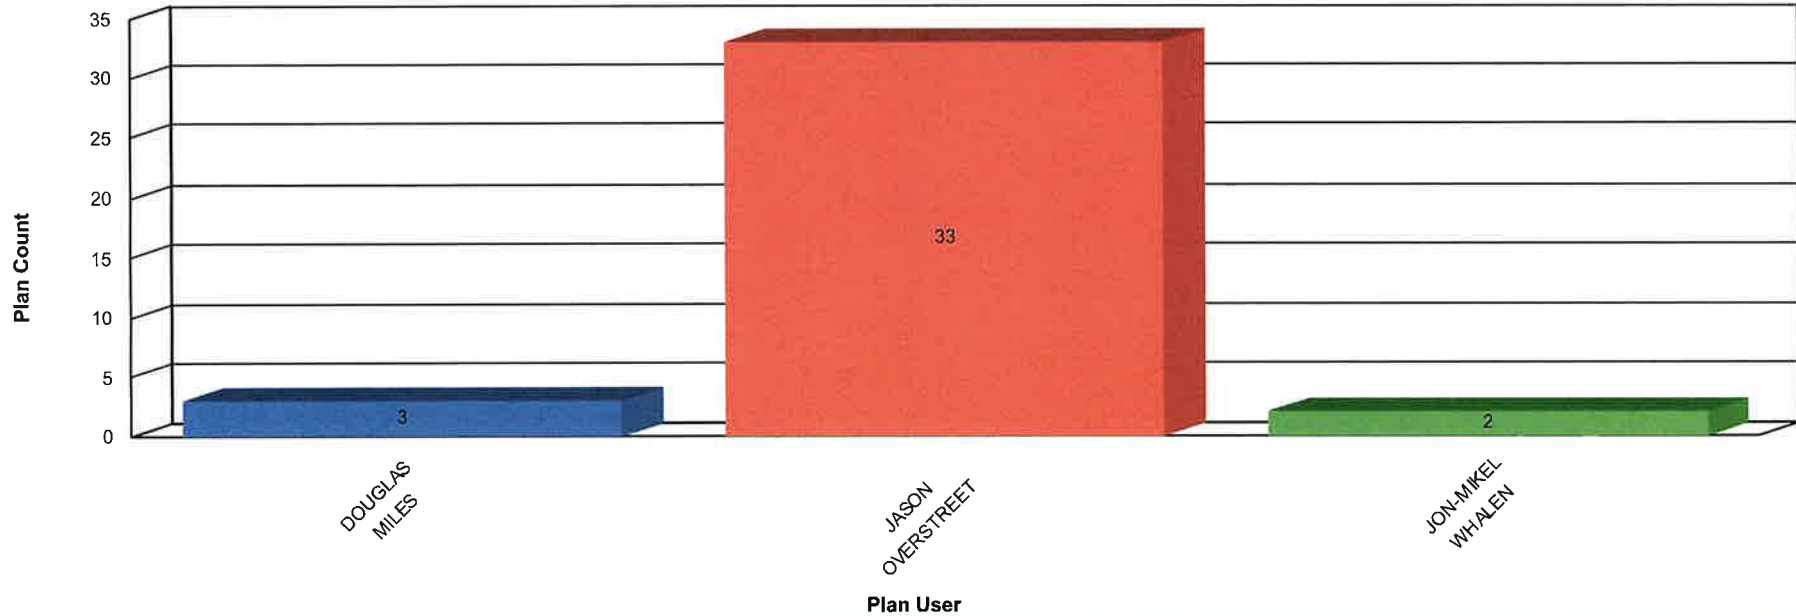 35
30
25
20
15
10
5
0
Plan Count
3
33
2
DOUGLAS
MILES
JASON
OVERSTREET
JON-MIKEL
WHALEN
Plan User